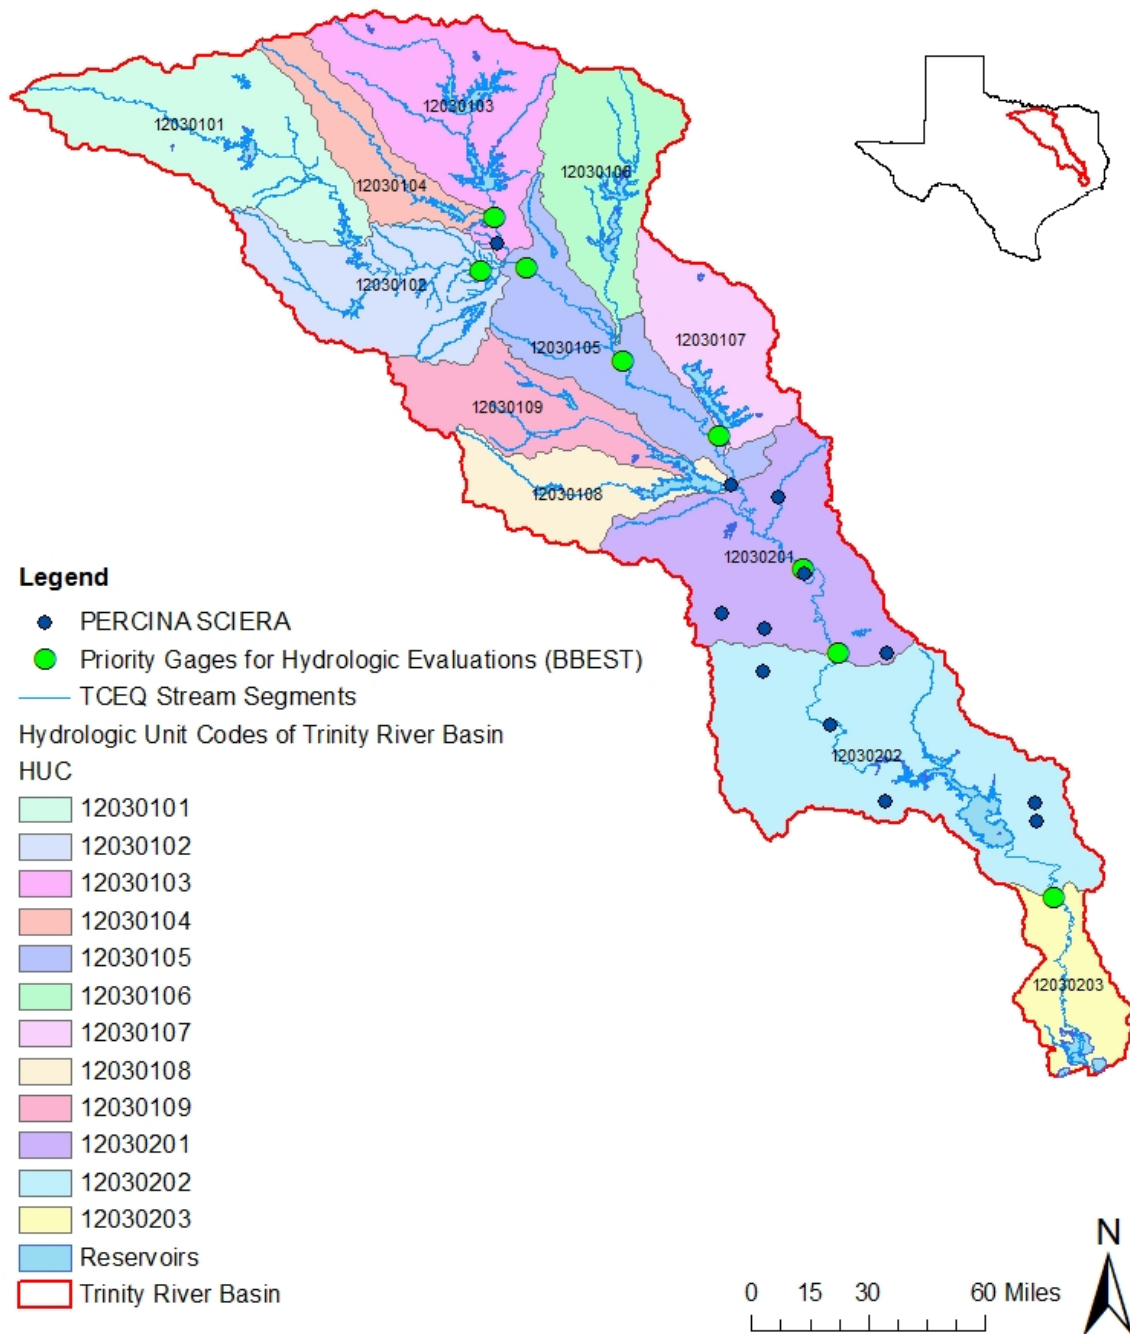 12030103
12030101
12030104
12030106
12030102
12030105
12030107
12030109
12030108
12030201
12030202
12030203
Legend
PERCINA SCIERA
Priority Gages for Hydrologic Evaluations (BBEST)
TCEQ Stream Segments
Hydrologic Unit Codes of Trinity River Basin
HUC
12030101
12030102
12030103
12030104
12030105
12030106
12030107
12030108
12030109
12030201
12030202
12030203
Reservoirs
Trinity River Basin
N
0 15 30 60 Miles